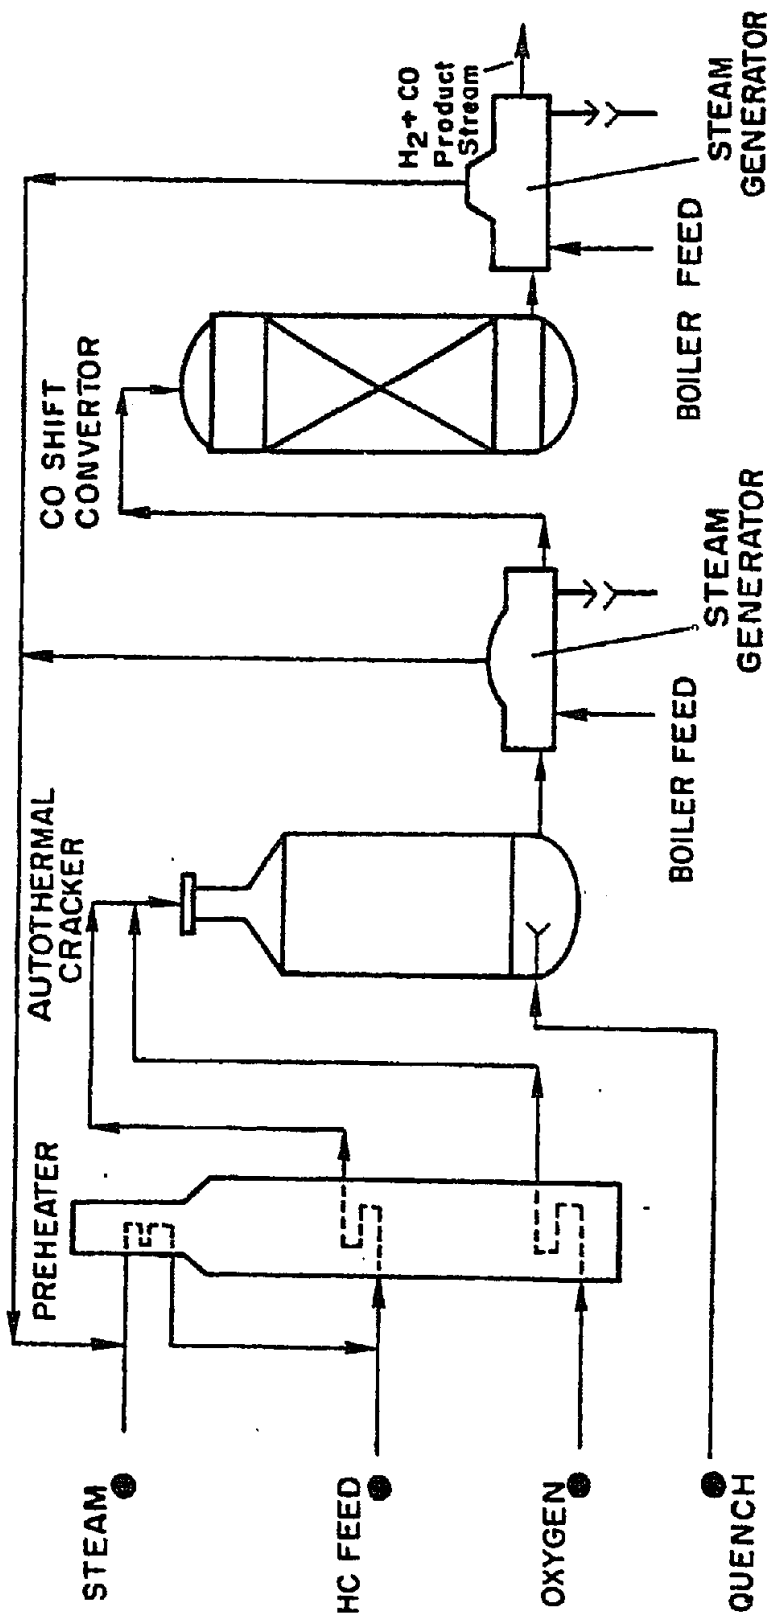 STEAM
HC FEED
OXYGEN
QUENCH
PREHEATER
AUTOTHERMAL
CRACKER
BOILER FEED
STEAM
GENERATOR
CO SHIFT
CONVERTOR
BOILER FEED
STEAM
GENERATOR
H₂ + CO
Product
Stream